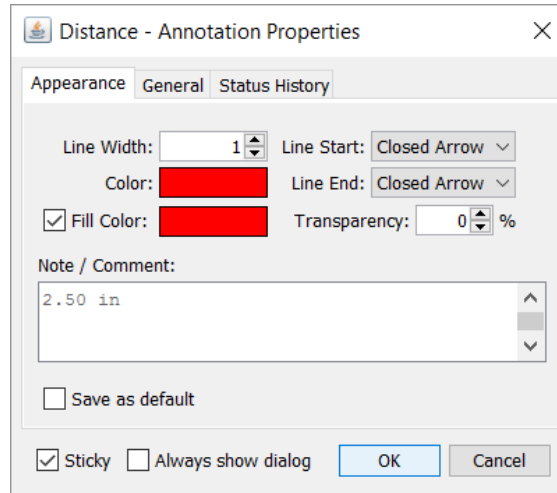 Distance - Annotation Properties
Appearance General Status History
Line Width: 1 Line Start: Closed Arrow
Color: Line End: Closed Arrow
Fill Color: Transparency: 0 %
Note / Comment:
2.50 in
Save as default
Sticky Always show dialog OK Cancel